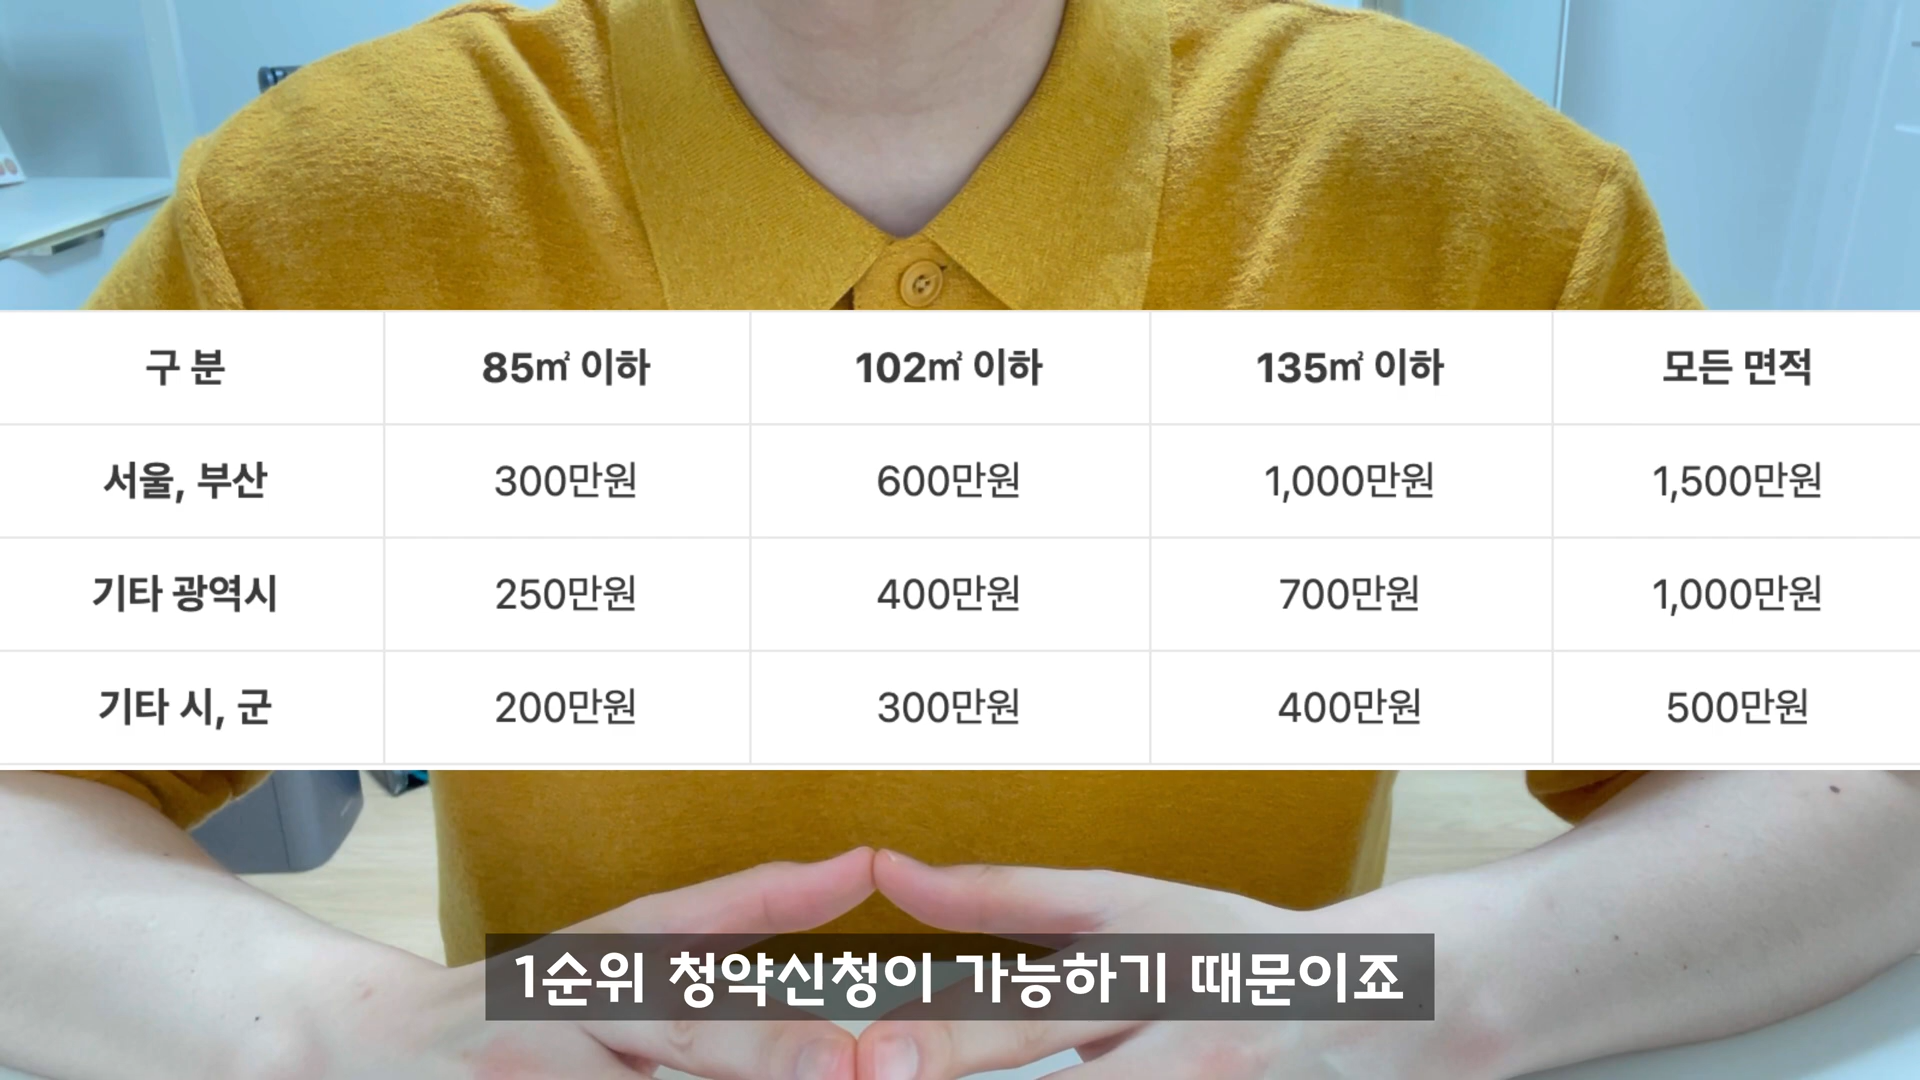 구 분 85㎡ 이하 102㎡ 이하 135㎡ 이하 모든 면적
서울, 부산 300만원 600만원 1,000만원 1,500만원
기타 광역시 250만원 400만원 700만원 1,000만원
기타 시, 군 200만원 300만원 400만원 500만원
1순위 청약신청이 가능하기 때문이죠